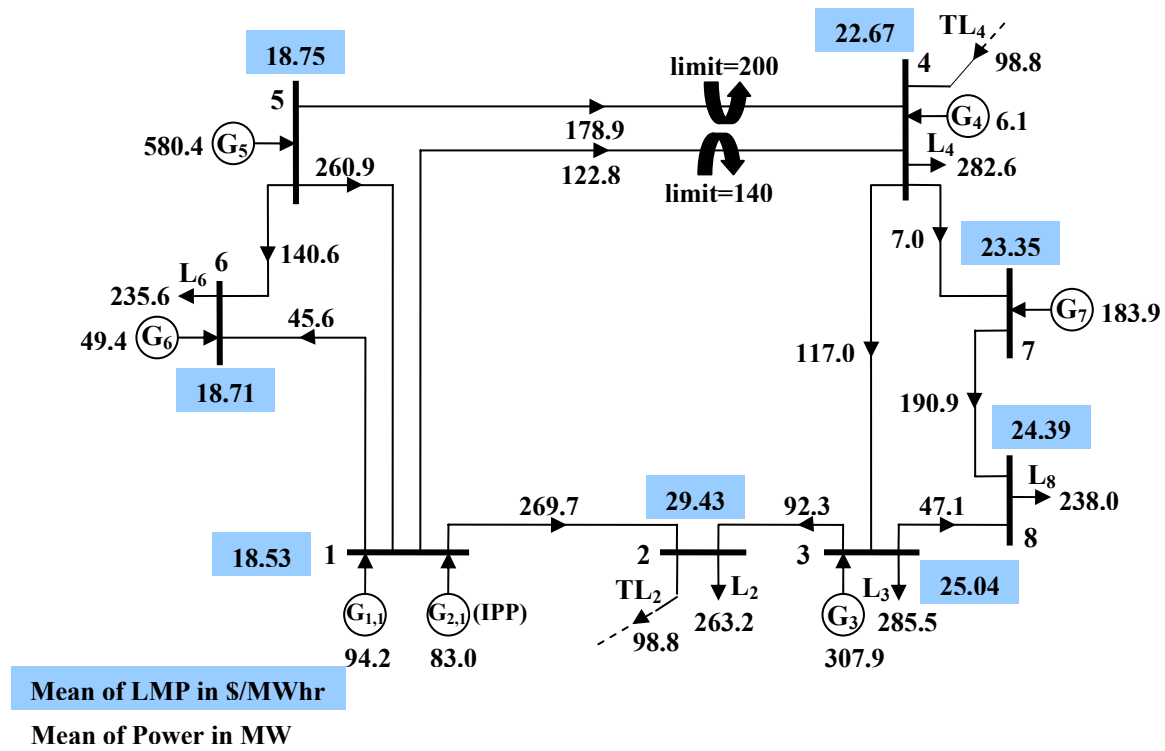 22.67
TL4
98.8
18.75
4
limit=200
5
G4
6.1
178.9
L4
580.4
G5
282.6
260.9
122.8
limit=140
7.0
23.35
140.6
6
L6
235.6
G7
183.9
45.6
49.4
G6
7
117.0
18.71
190.9
24.39
L8
269.7
29.43
92.3
47.1
238.0
18.53
1
2
3
8
TL2
L2
L3
25.04
G1,1
G2,1
(IPP)
G3
98.8
263.2
285.5
94.2
83.0
307.9
Mean of LMP in $/MWhr
Mean of Power in MW